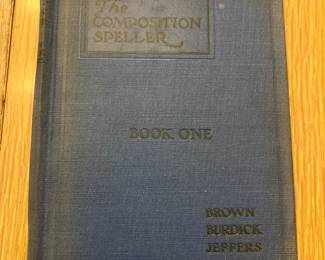 The
COMPOSITION
SPELLER
BOOK ONE
BROWN
BURDICK
JEFFERS